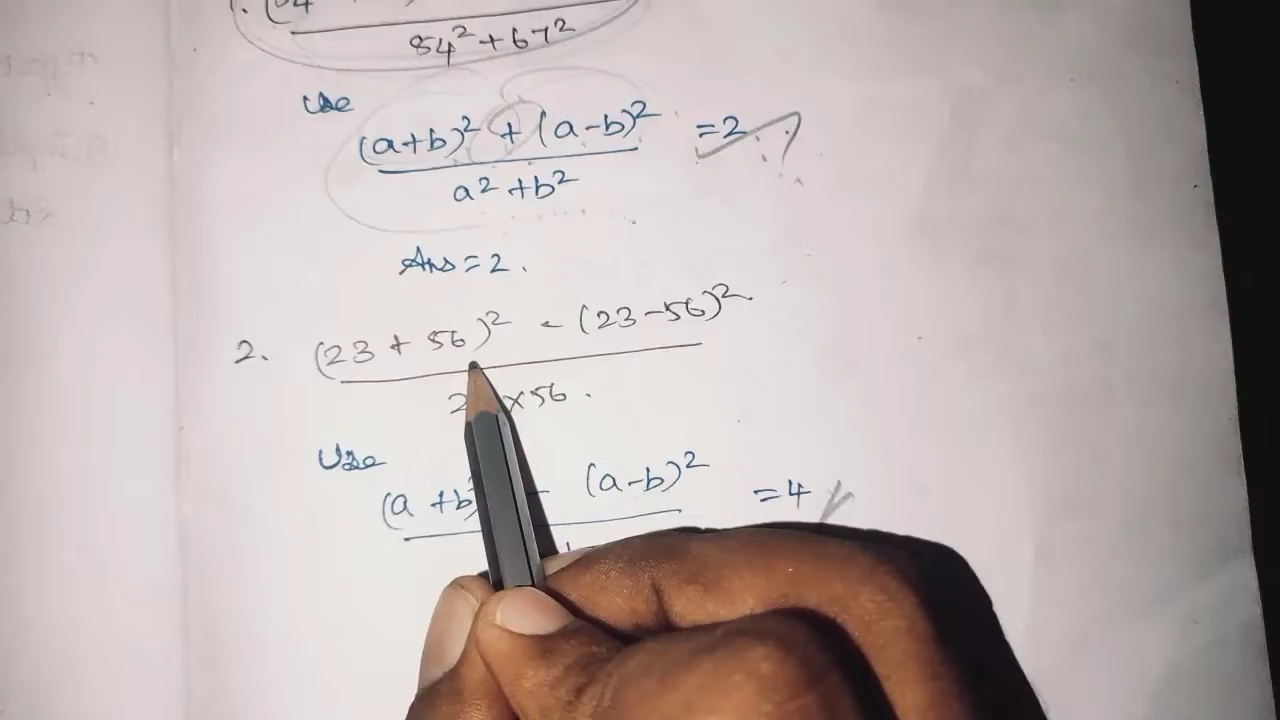 84² + 67²
Use
(a+b)² + (a-b)² = 2
a² + b²
Ans = 2.
2. (23 + 56)² - (23-56)²
×56.
Use
(a+b) - (a-b)² = 4